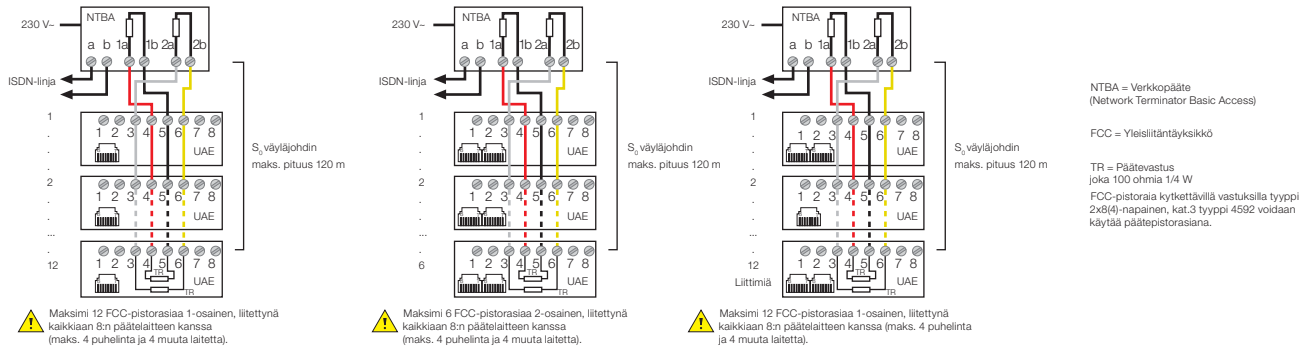 230 V~
NTBA
a b 1a 1b 2a 2b
ISDN-linja
1
1 2 3 4 5 6 7 8
UAE
.
.
.
2
1 2 3 4 5 6 7 8
UAE
.
...
.
12
1 2 3 4 5 6 7 8
TR
UAE
TR
S₀ väyläjohdin
maks. pituus 120 m
Maksimi 12 FCC-pistorasiaa 1-osainen, liitettynä
kaikkiaan 8:n päätelaitteen kanssa
(maks. 4 puhelinta ja 4 muuta laitetta).
230 V~
NTBA
a b 1a 1b 2a 2b
ISDN-linja
1
1 2 3 4 5 6 7 8
UAE
.
.
.
2
1 2 3 4 5 6 7 8
UAE
.
...
.
6
1 2 3 4 5 6 7 8
TR
UAE
TR
S₀ väyläjohdin
maks. pituus 120 m
Maksimi 6 FCC-pistorasiaa 2-osainen, liitettynä
kaikkiaan 8:n päätelaitteen kanssa
(maks. 4 puhelinta ja 4 muuta laitetta).
230 V~
NTBA
a b 1a 1b 2a 2b
ISDN-linja
1
1 2 3 4 5 6 7 8
UAE
.
.
.
2
1 2 3 4 5 6 7 8
UAE
.
...
.
12
Liittimiä
1 2 3 4 5 6 7 8
TR
UAE
TR
S₀ väyläjohdin
maks. pituus 120 m
Maksimi 12 FCC-pistorasiaa 1-osainen, liitettynä
kaikkiaan 8:n päätelaitteen kanssa (maks. 4 puhelinta
ja 4 muuta laitetta).
NTBA = Verkkopääte
(Network Terminator Basic Access)
FCC = Yleisliitäntäyksikkö
TR = Päätevastus
joka 100 ohmia 1/4 W
FCC-pistoraia kytkettävillä vastuksilla tyyppi
2x8(4)-napainen, kat.3 tyyppi 4592 voidaan
käytää päätepistorasiana.